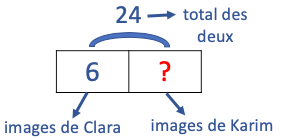 24 total des
deux
6 ?
images de Clara images de Karim